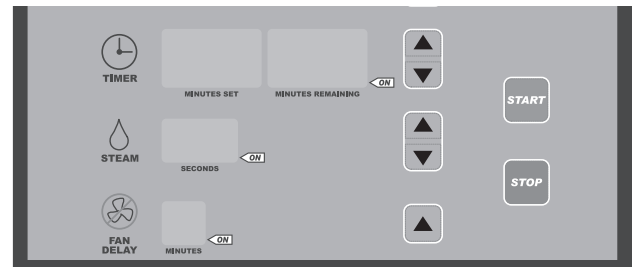 TIMER
MINUTES SET
MINUTES REMAINING
ON
START
STEAM
SECONDS
ON
STOP
FAN
DELAY
MINUTES
ON